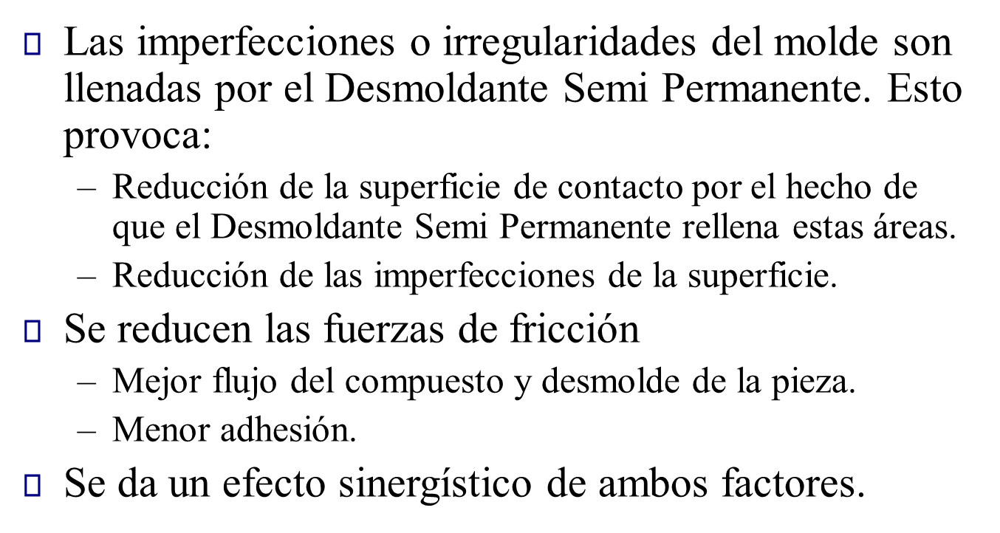 Las imperfecciones o irregularidades del molde son
llenadas por el Desmoldante Semi Permanente. Esto
provoca:
– Reducción de la superficie de contacto por el hecho de
que el Desmoldante Semi Permanente rellena estas áreas.
– Reducción de las imperfecciones de la superficie.
Se reducen las fuerzas de fricción
– Mejor flujo del compuesto y desmolde de la pieza.
– Menor adhesión.
Se da un efecto sinergístico de ambos factores.